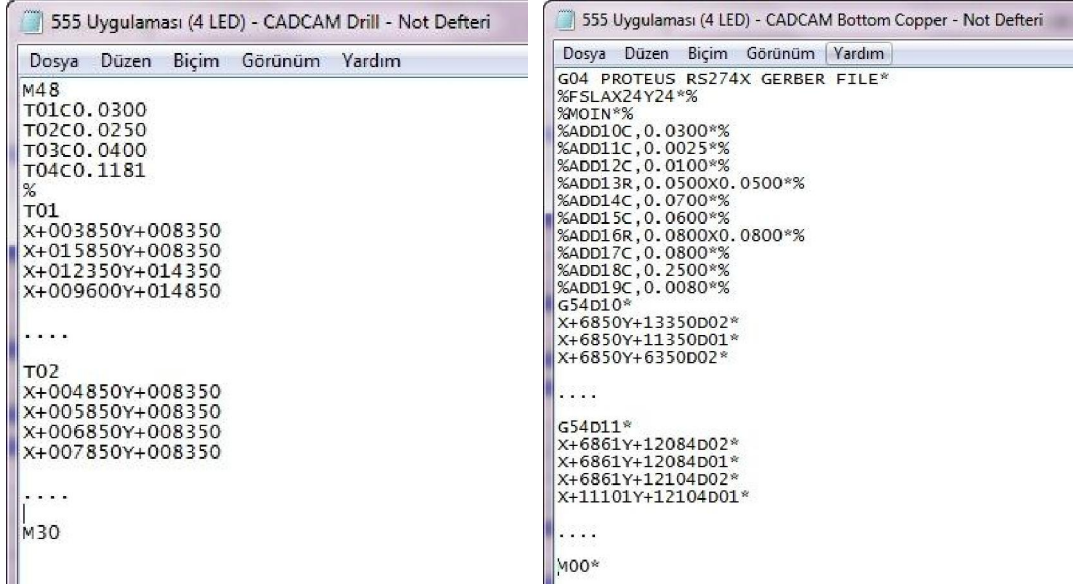 555 Uygulaması (4 LED) - CADCAM Drill - Not Defteri
Dosya Düzen Biçim Görünüm Yardım
M48
T01C0.0300
T02C0.0250
T03C0.0400
T04C0.1181
%
T01
X+003850Y+008350
X+015850Y+008350
X+012350Y+014350
X+009600Y+014850
....
T02
X+004850Y+008350
X+005850Y+008350
X+006850Y+008350
X+007850Y+008350
....
M30
555 Uygulaması (4 LED) - CADCAM Bottom Copper - Not Defteri
Dosya Düzen Biçim Görünüm Yardım
G04 PROTEUS RS274X GERBER FILE*
%FSLAX24Y24*%
%MOIN*%
%ADD10C,0.0300*%
%ADD11C,0.0025*%
%ADD12C,0.0100*%
%ADD13R,0.0500X0.0500*%
%ADD14C,0.0700*%
%ADD15C,0.0600*%
%ADD16R,0.0800X0.0800*%
%ADD17C,0.0800*%
%ADD18C,0.2500*%
%ADD19C,0.0080*%
G54D10*
X+6850Y+13350D02*
X+6850Y+11350D01*
X+6850Y+6350D02*
....
G54D11*
X+6861Y+12084D02*
X+6861Y+12084D01*
X+6861Y+12104D02*
X+11101Y+12104D01*
....
M00*